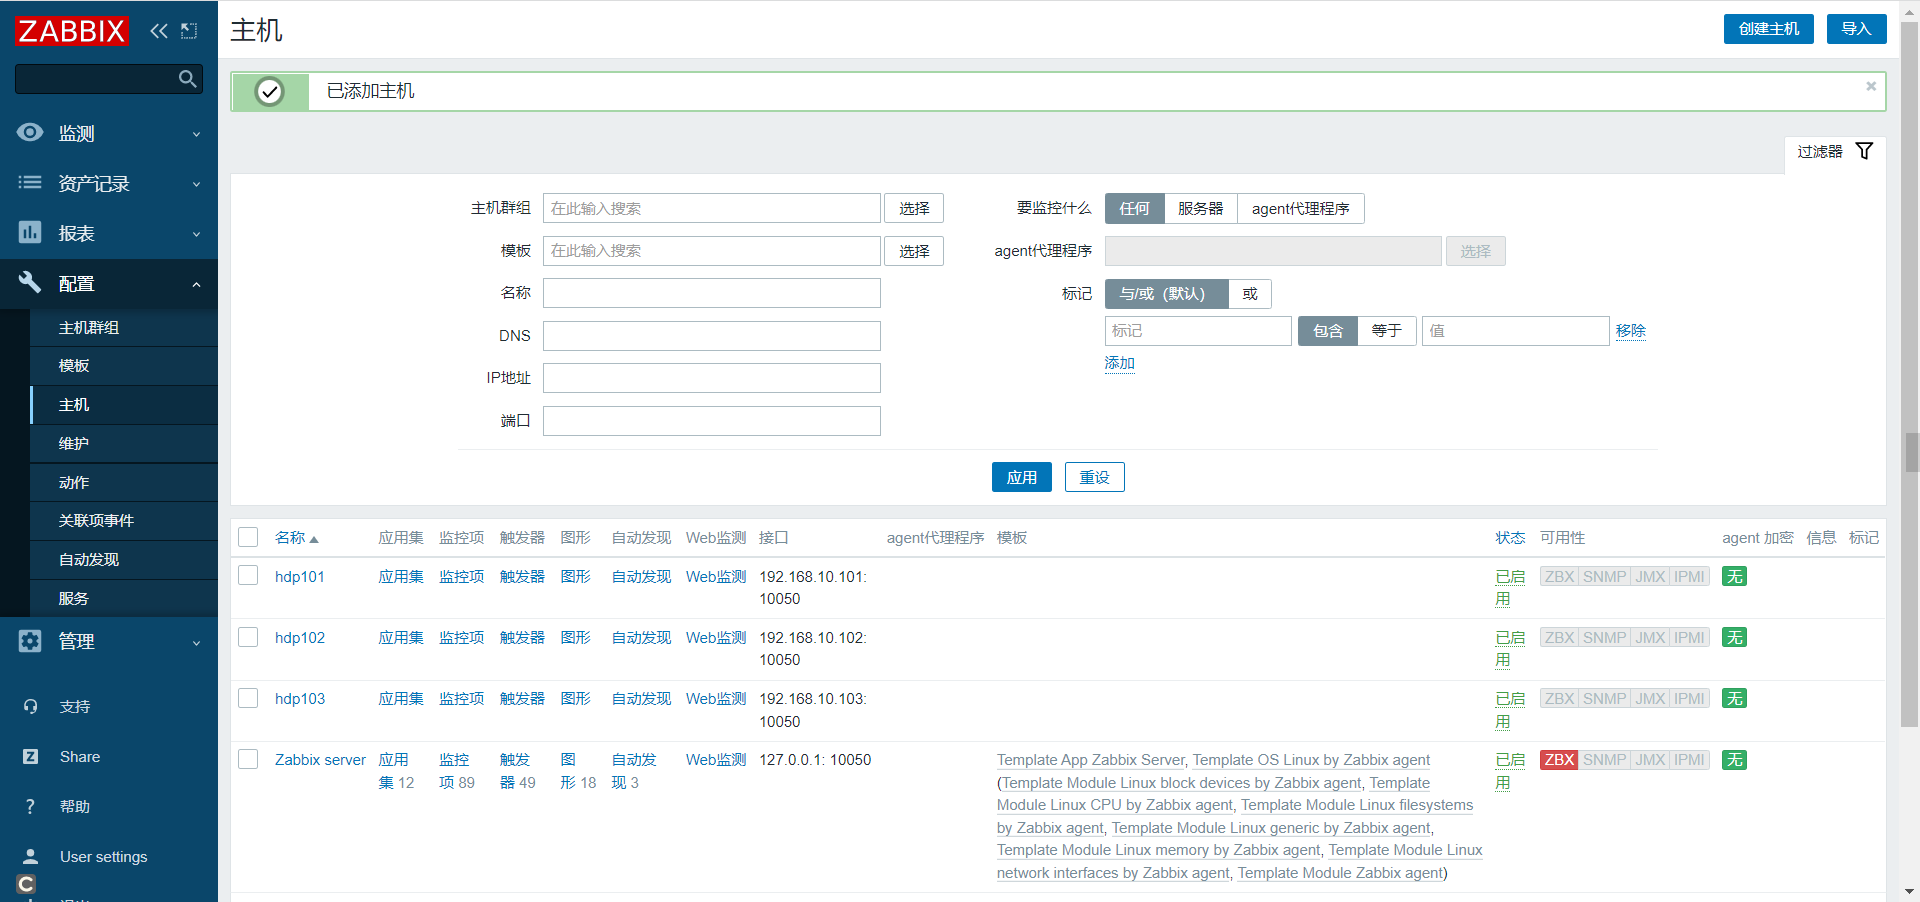 ZABBIX
主机
创建主机
导入
已添加主机
监测
资产记录
报表
配置
主机群组
模板
主机
维护
动作
关联项事件
自动发现
服务
管理
支持
Share
帮助
User settings
过滤器
主机群组 在此输入搜索 选择
模板 在此输入搜索 选择
名称
DNS
IP地址
端口
要监控什么 任何 服务器 agent代理程序
agent代理程序 选择
标记 与/或（默认） 或
标记 包含 等于 值 移除
添加
应用 重设
名称 应用集 监控项 触发器 图形 自动发现 Web监测 接口 agent代理程序 模板 状态 可用性 agent 加密 信息 标记
hdp101 应用集 监控项 触发器 图形 自动发现 Web监测 192.168.10.101: 已启 ZBX SNMP JMX IPMI 无
10050 用
hdp102 应用集 监控项 触发器 图形 自动发现 Web监测 192.168.10.102: 已启 ZBX SNMP JMX IPMI 无
10050 用
hdp103 应用集 监控项 触发器 图形 自动发现 Web监测 192.168.10.103: 已启 ZBX SNMP JMX IPMI 无
10050 用
Zabbix server 应用 监控 触发 图 自动发 Web监测 127.0.0.1: 10050 Template App Zabbix Server, Template OS Linux by Zabbix agent 已启 ZBX SNMP JMX IPMI 无
集 12 项 89 器 49 形 18 现 3 (Template Module Linux block devices by Zabbix agent, Template 用
Module Linux CPU by Zabbix agent, Template Module Linux filesystems
by Zabbix agent, Template Module Linux generic by Zabbix agent,
Template Module Linux memory by Zabbix agent, Template Module Linux
network interfaces by Zabbix agent, Template Module Zabbix agent)